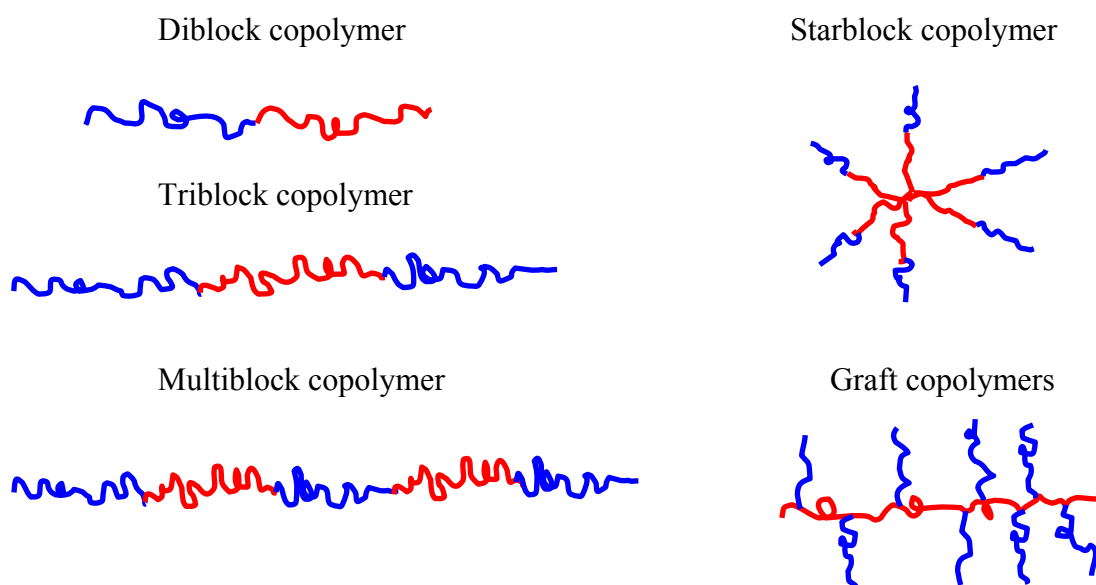 Diblock copolymer
Starblock copolymer
Triblock copolymer
Multiblock copolymer
Graft copolymers